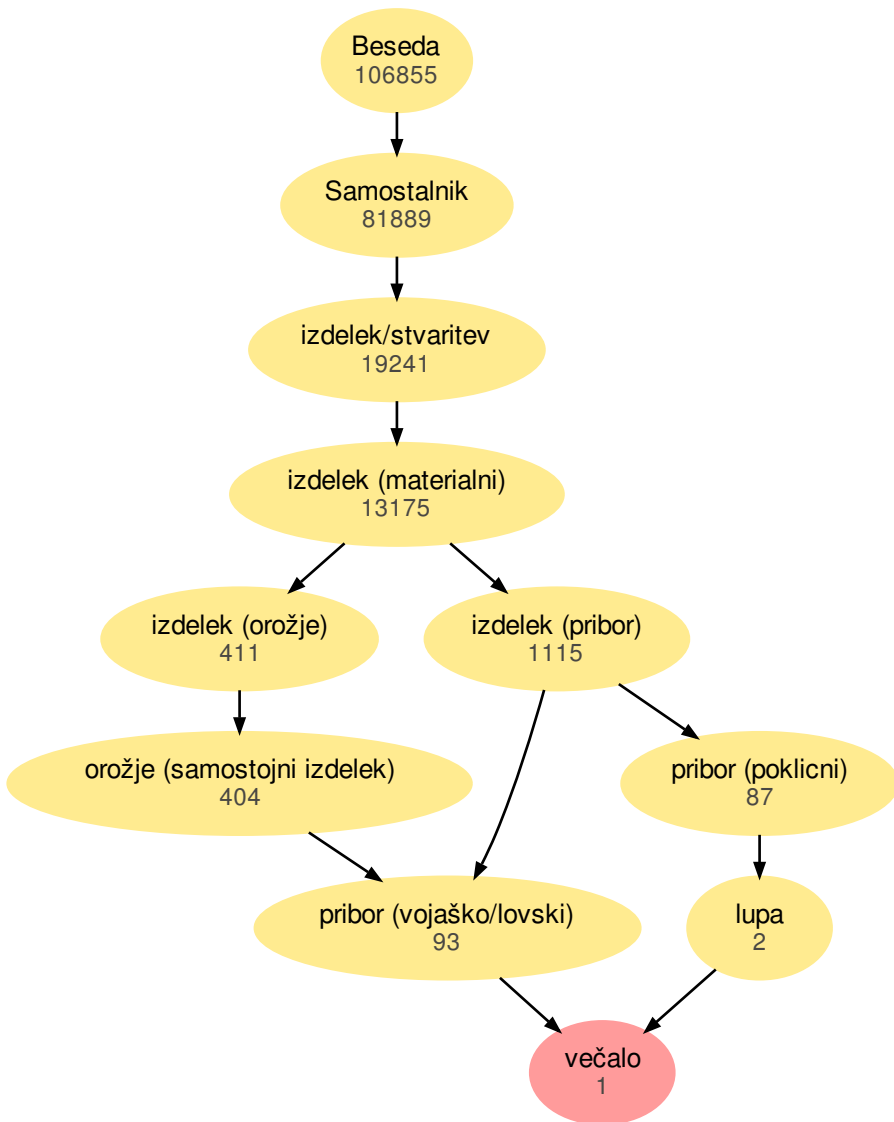 Beseda
106855
Samostalnik
81889
izdelek/stvaritev
19241
izdelek (materialni)
13175
izdelek (orožje)
411
izdelek (pribor)
1115
orožje (samostojni izdelek)
404
pribor (poklicni)
87
pribor (vojaško/lovski)
93
lupa
2
večalo
1